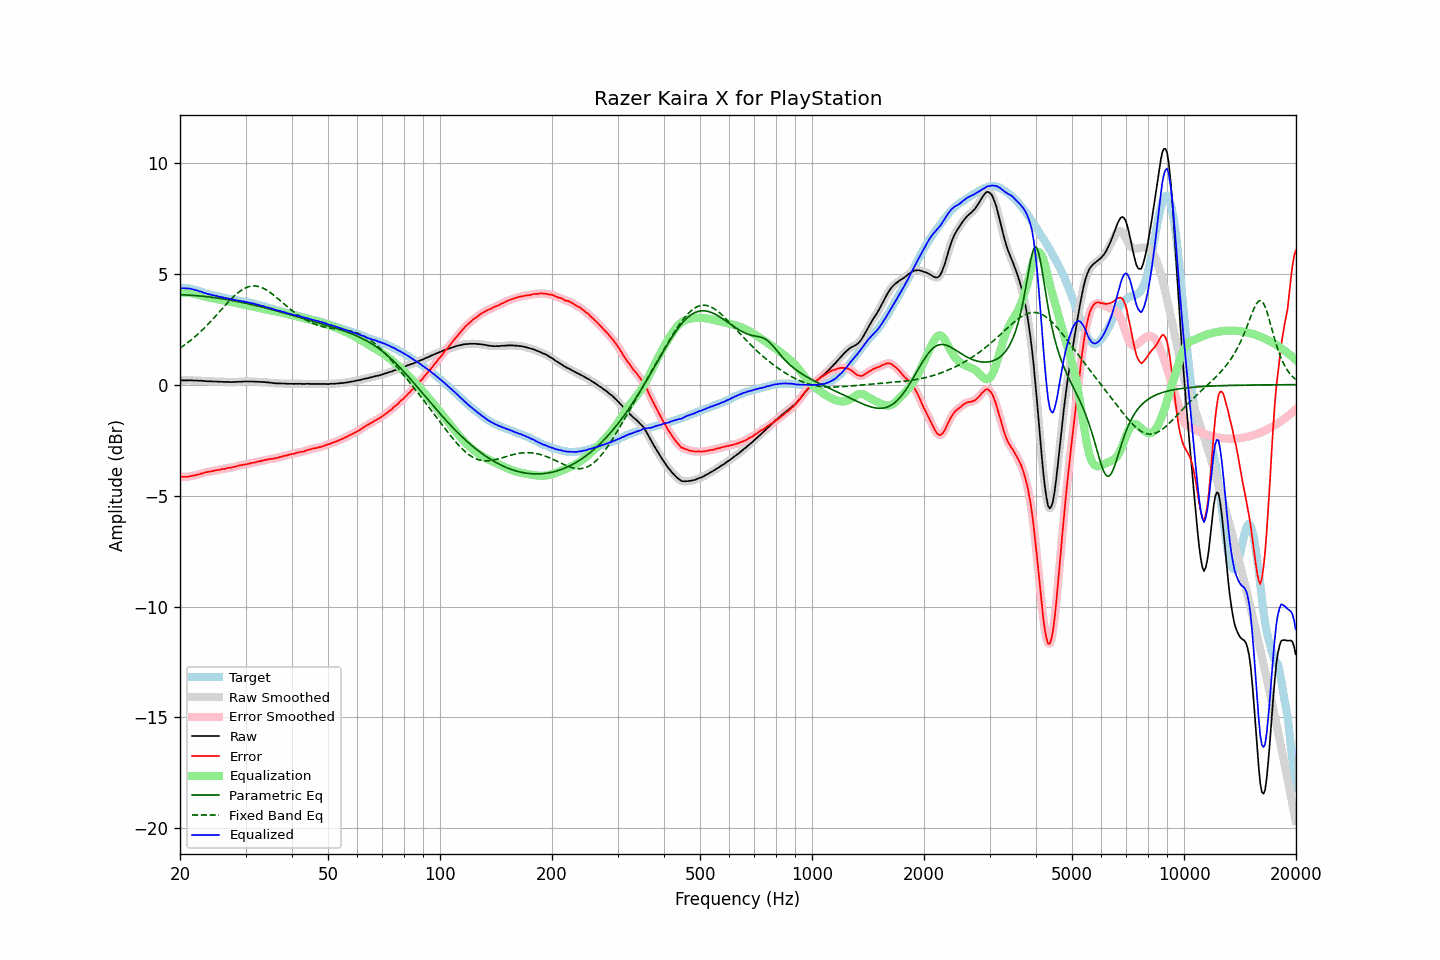 Razer Kaira X for PlayStation
Amplitude (dBr)
10
5
0
−5
−10
−15
−20
Target
Raw Smoothed
Error Smoothed
Raw
Error
Equalization
Parametric Eq
Fixed Band Eq
Equalized
20 50 100 200 500 1000 2000 5000 10000 20000
Frequency (Hz)